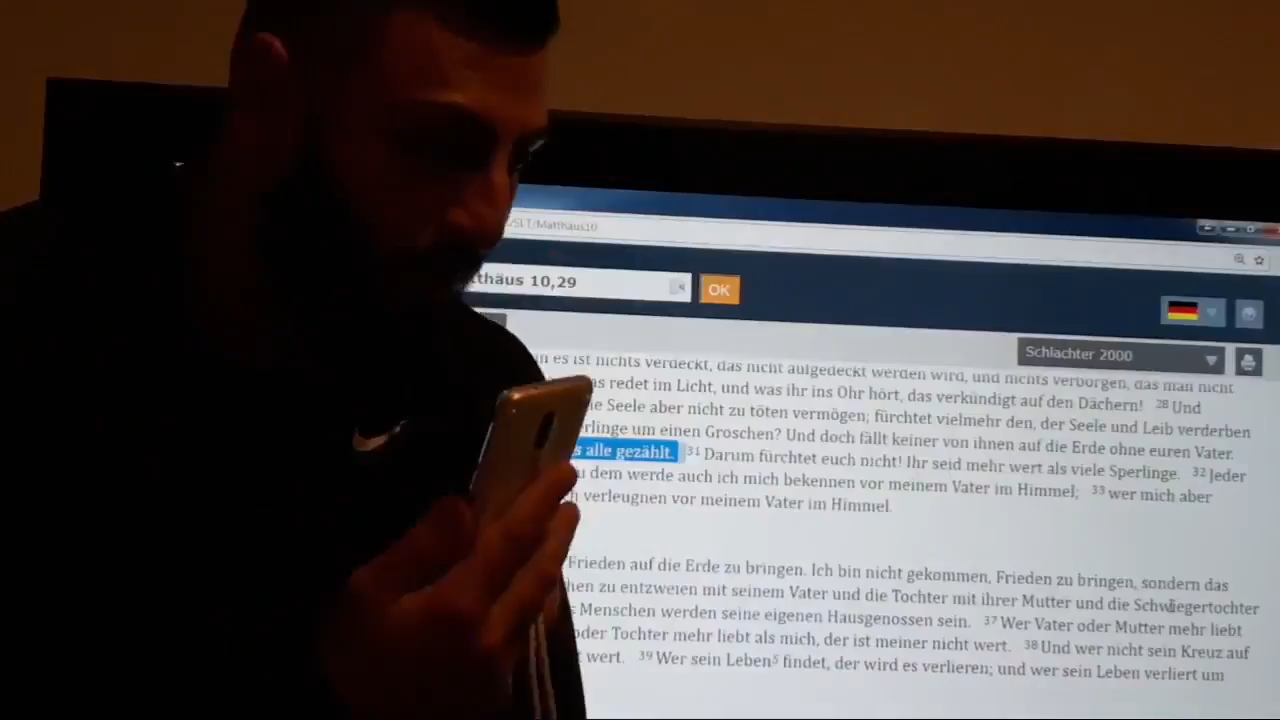 /SLT/Matthäus10
thäus 10,29
OK
Schlachter 2000
es ist nichts verdeckt, das nicht aufgedeckt werden wird, und nichts verborgen, das man nicht
redet im Licht, und was ihr ins Ohr hört, das verkündigt auf den Dächern! 28 Und
Seele aber nicht zu töten vermögen; fürchtet vielmehr den, der Seele und Leib verderben
erlinge um einen Groschen? Und doch fällt keiner von ihnen auf die Erde ohne euren Vater.
s alle gezählt. 31 Darum fürchtet euch nicht! Ihr seid mehr wert als viele Sperlinge. 32 Jeder
dem werde auch ich mich bekennen vor meinem Vater im Himmel; 33 wer mich aber
verleugnen vor meinem Vater im Himmel.
Frieden auf die Erde zu bringen. Ich bin nicht gekommen, Frieden zu bringen, sondern das
hen zu entzweien mit seinem Vater und die Tochter mit ihrer Mutter und die Schwiegertochter
Menschen werden seine eigenen Hausgenossen sein. 37 Wer Vater oder Mutter mehr liebt
oder Tochter mehr liebt als mich, der ist meiner nicht wert. 38 Und wer nicht sein Kreuz auf
wert. 39 Wer sein Leben5 findet, der wird es verlieren; und wer sein Leben verliert um